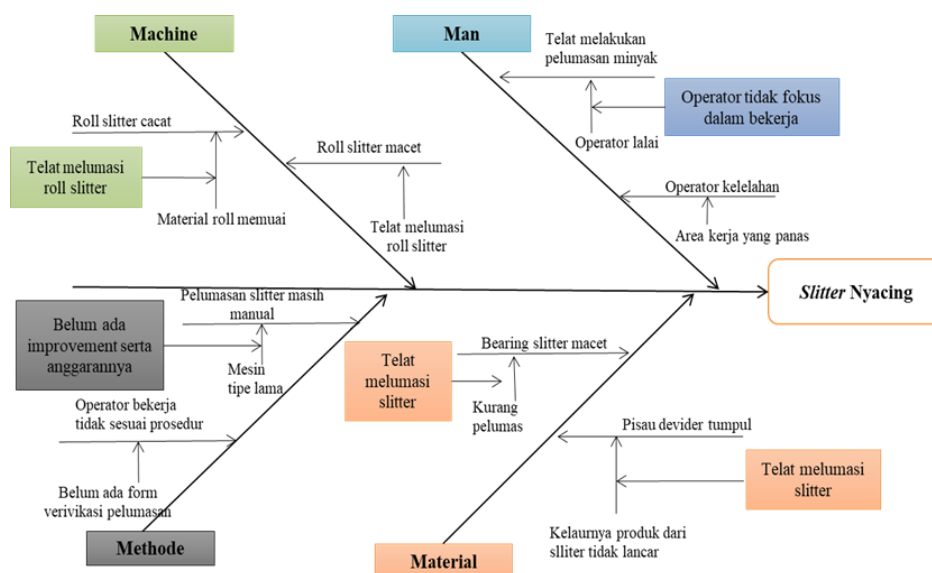 Machine
Man
Telat melakukan
pelumasan minyak
Operator tidak fokus
dalam bekerja
Operator lalai
Roll slitter cacat
Roll slitter macet
Telat melumasi
roll slitter
Material roll memuai
Telat melumasi
roll slitter
Operator kelelahan
Area kerja yang panas
Slitter Nyacing
Pelumasan slitter masih
manual
Belum ada
improvement serta
anggarannya
Mesin
tipe lama
Operator bekerja
tidak sesuai prosedur
Belum ada form
verivikasi pelumasan
Methode
Bearing slitter macet
Telat
melumasi
slitter
Kurang
pelumas
Pisau devider tumpul
Telat melumasi
slitter
Kelaurnya produk dari
slliter tidak lancar
Material